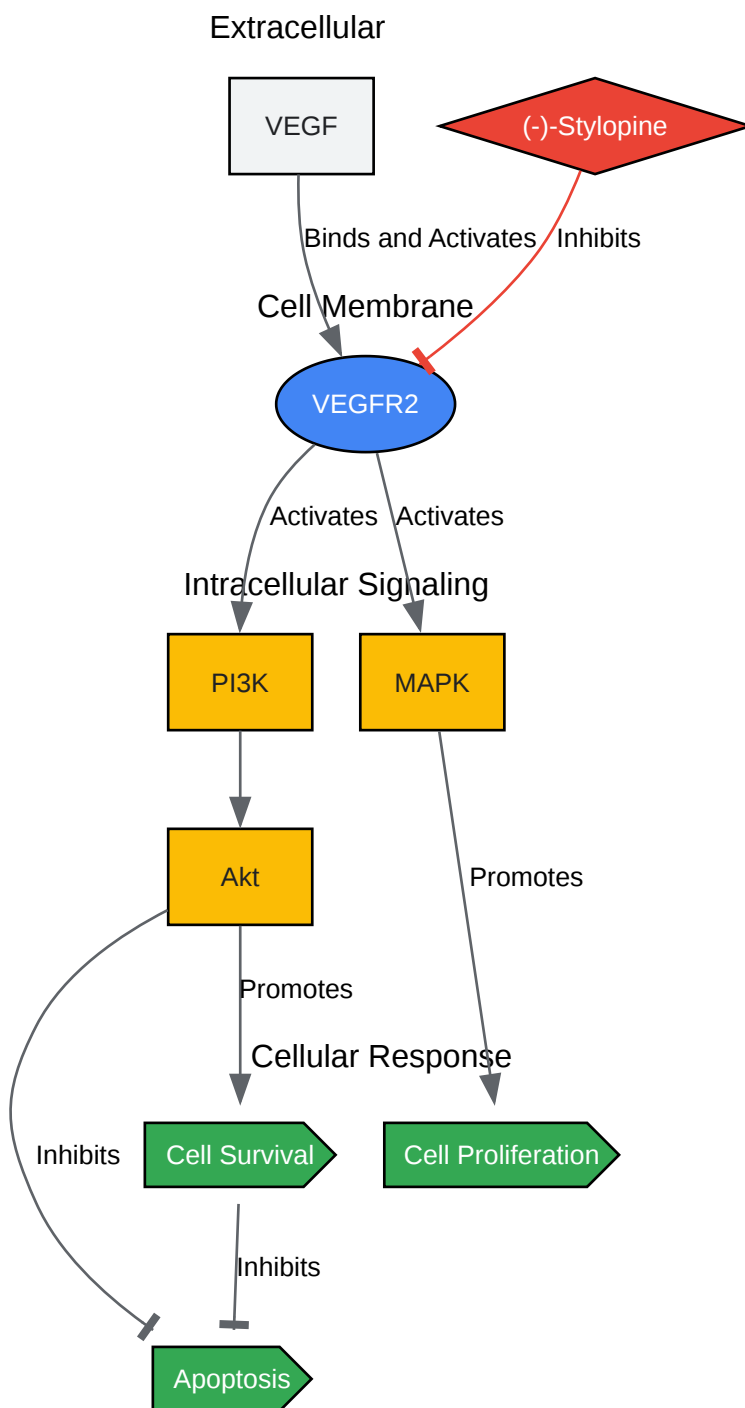 Extracellular
VEGF
(-)-Stylopine
Binds and Activates
Inhibits
Cell Membrane
VEGFR2
Activates
Activates
Intracellular Signaling
PI3K
MAPK
Akt
Promotes
Promotes
Cellular Response
Inhibits
Cell Survival
Cell Proliferation
Inhibits
Apoptosis